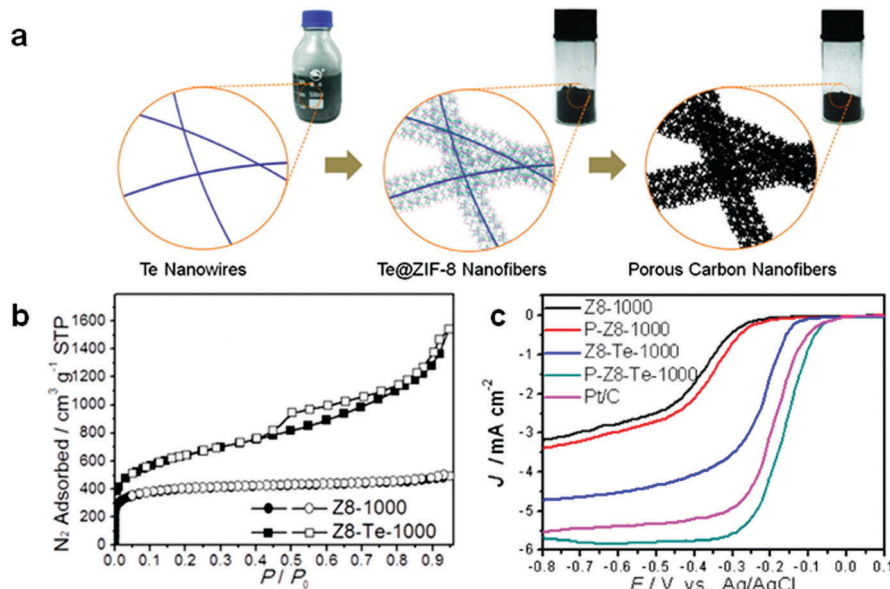 a
Te Nanowires
Te@ZIF-8 Nanofibers
Porous Carbon Nanofibers
b
N₂ Adsorbed / cm³ g⁻¹ STP
1600
1400
1200
1000
800
600
400
200
0
0.0 0.1 0.2 0.3 0.4 0.5 0.6 0.7 0.8 0.9
P / P₀
Z8-1000
Z8-Te-1000
c
J / mA cm⁻²
0
-1
-2
-3
-4
-5
-6
Z8-1000
P-Z8-1000
Z8-Te-1000
P-Z8-Te-1000
Pt/C
-0.8 -0.7 -0.6 -0.5 -0.4 -0.3 -0.2 -0.1 0.0 0.1
E / V vs. Ag/AgCl